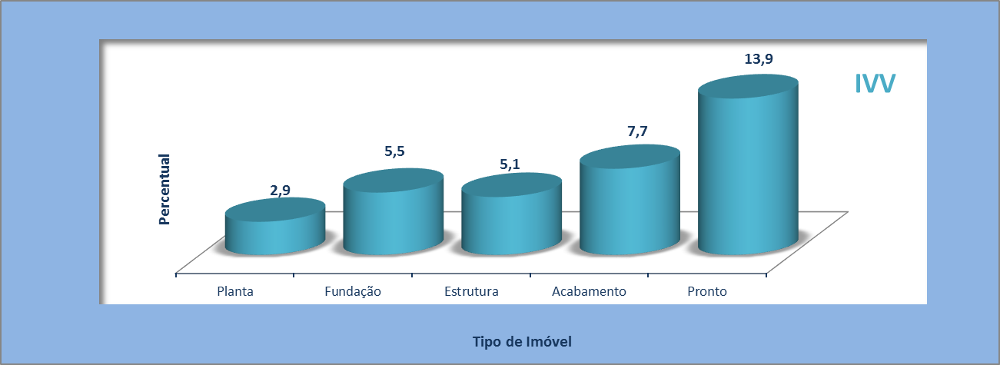 13,9
IVV
7,7
5,5
5,1
2,9
Percentual
Planta
Fundação
Estrutura
Acabamento
Pronto
Tipo de Imóvel